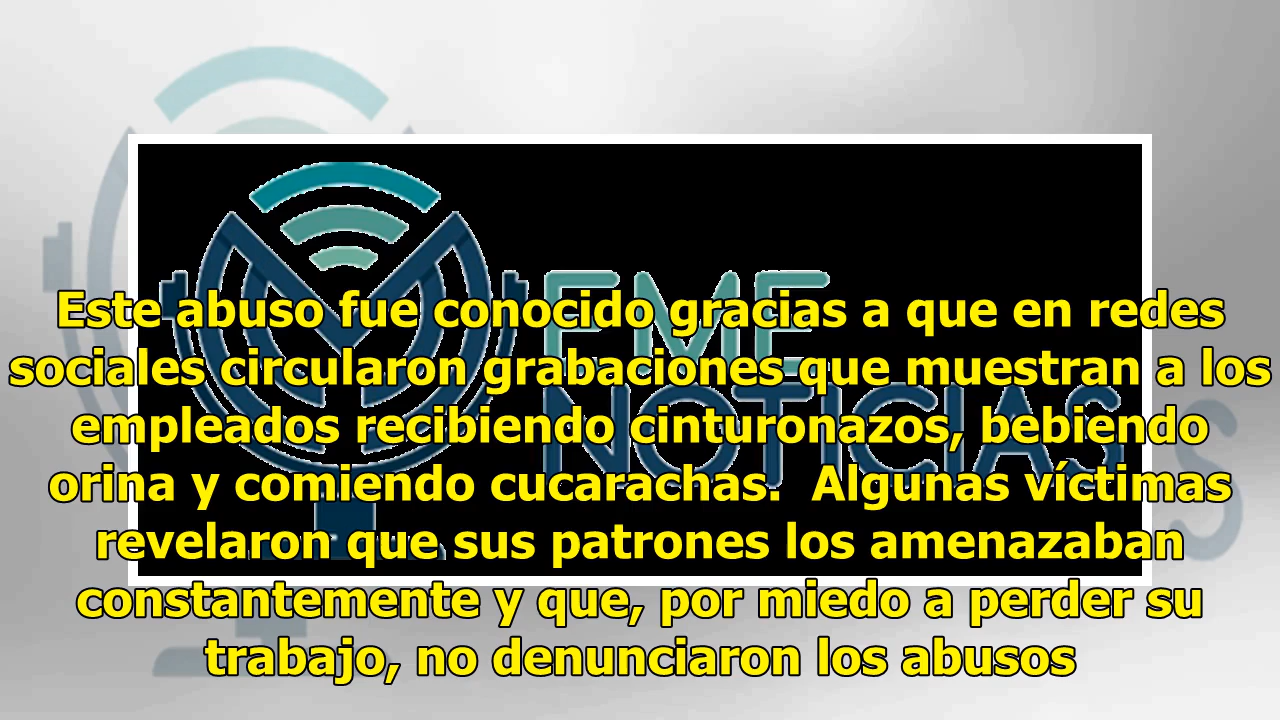 EME
NOTICIAS
Este abuso fue conocido gracias a que en redes
sociales circularon grabaciones que muestran a los
empleados recibiendo cinturonazos, bebiendo
orina y comiendo cucarachas.  Algunas víctimas
revelaron que sus patrones los amenazaban
constantemente y que, por miedo a perder su
trabajo, no denunciaron los abusos